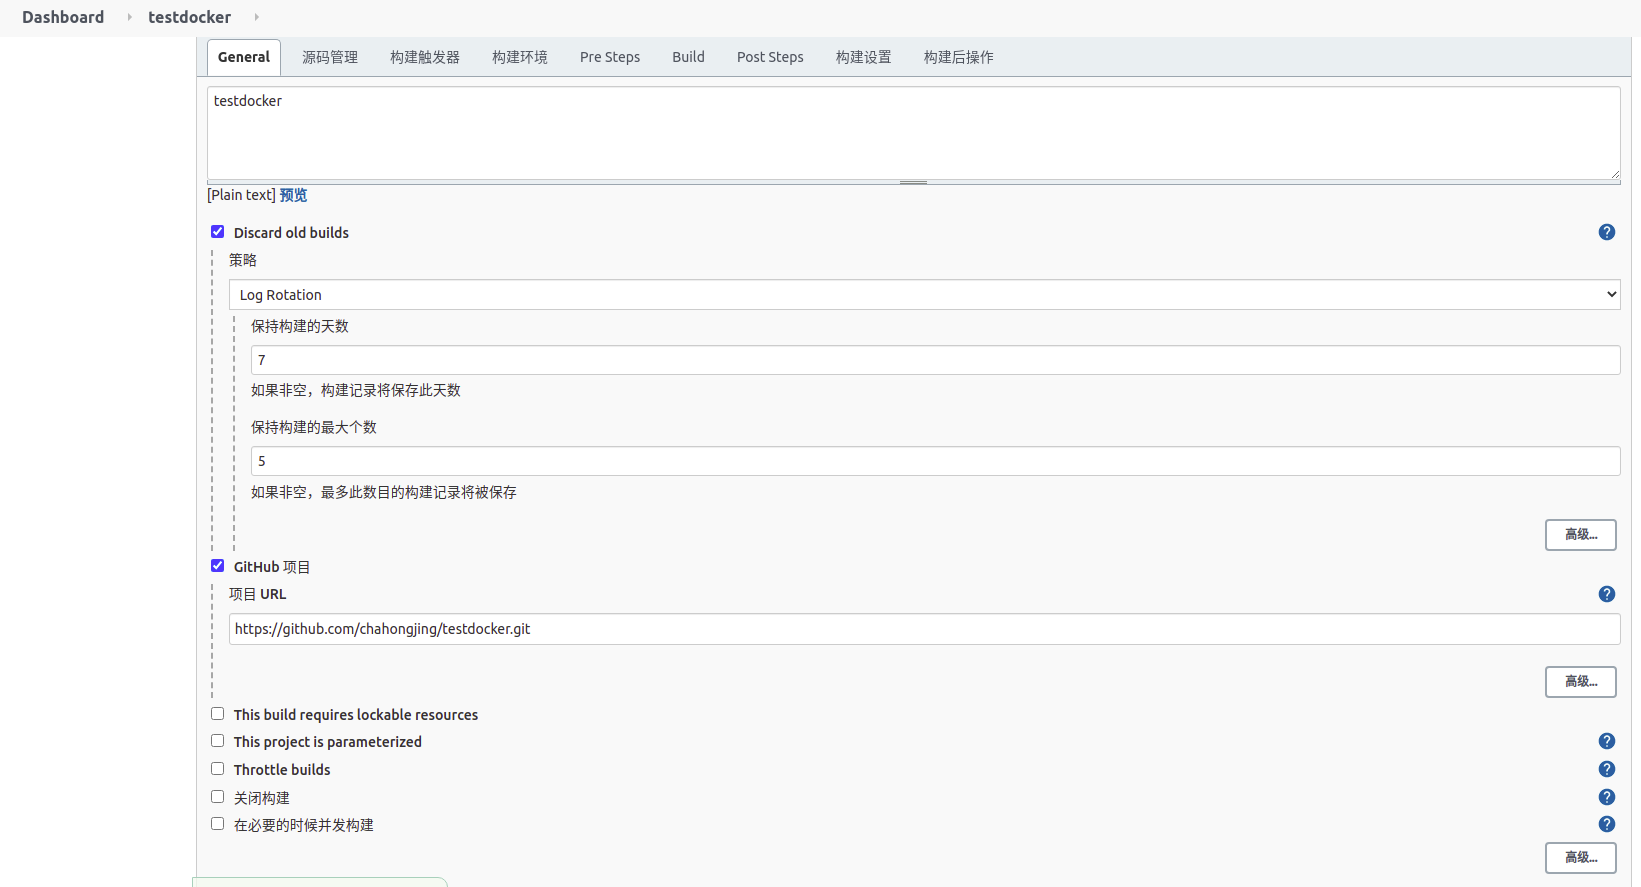 Dashboard testdocker
General 源码管理 构建触发器 构建环境 Pre Steps Build Post Steps 构建设置 构建后操作
testdocker
[Plain text] 预览
Discard old builds
策略
Log Rotation
保持构建的天数
7
如果非空，构建记录将保存此天数
保持构建的最大个数
5
如果非空，最多此数目的构建记录将被保存
高级...
GitHub 项目
项目 URL
https://github.com/chahongjing/testdocker.git
高级...
This build requires lockable resources
This project is parameterized
Throttle builds
关闭构建
在必要的时候并发构建
高级...